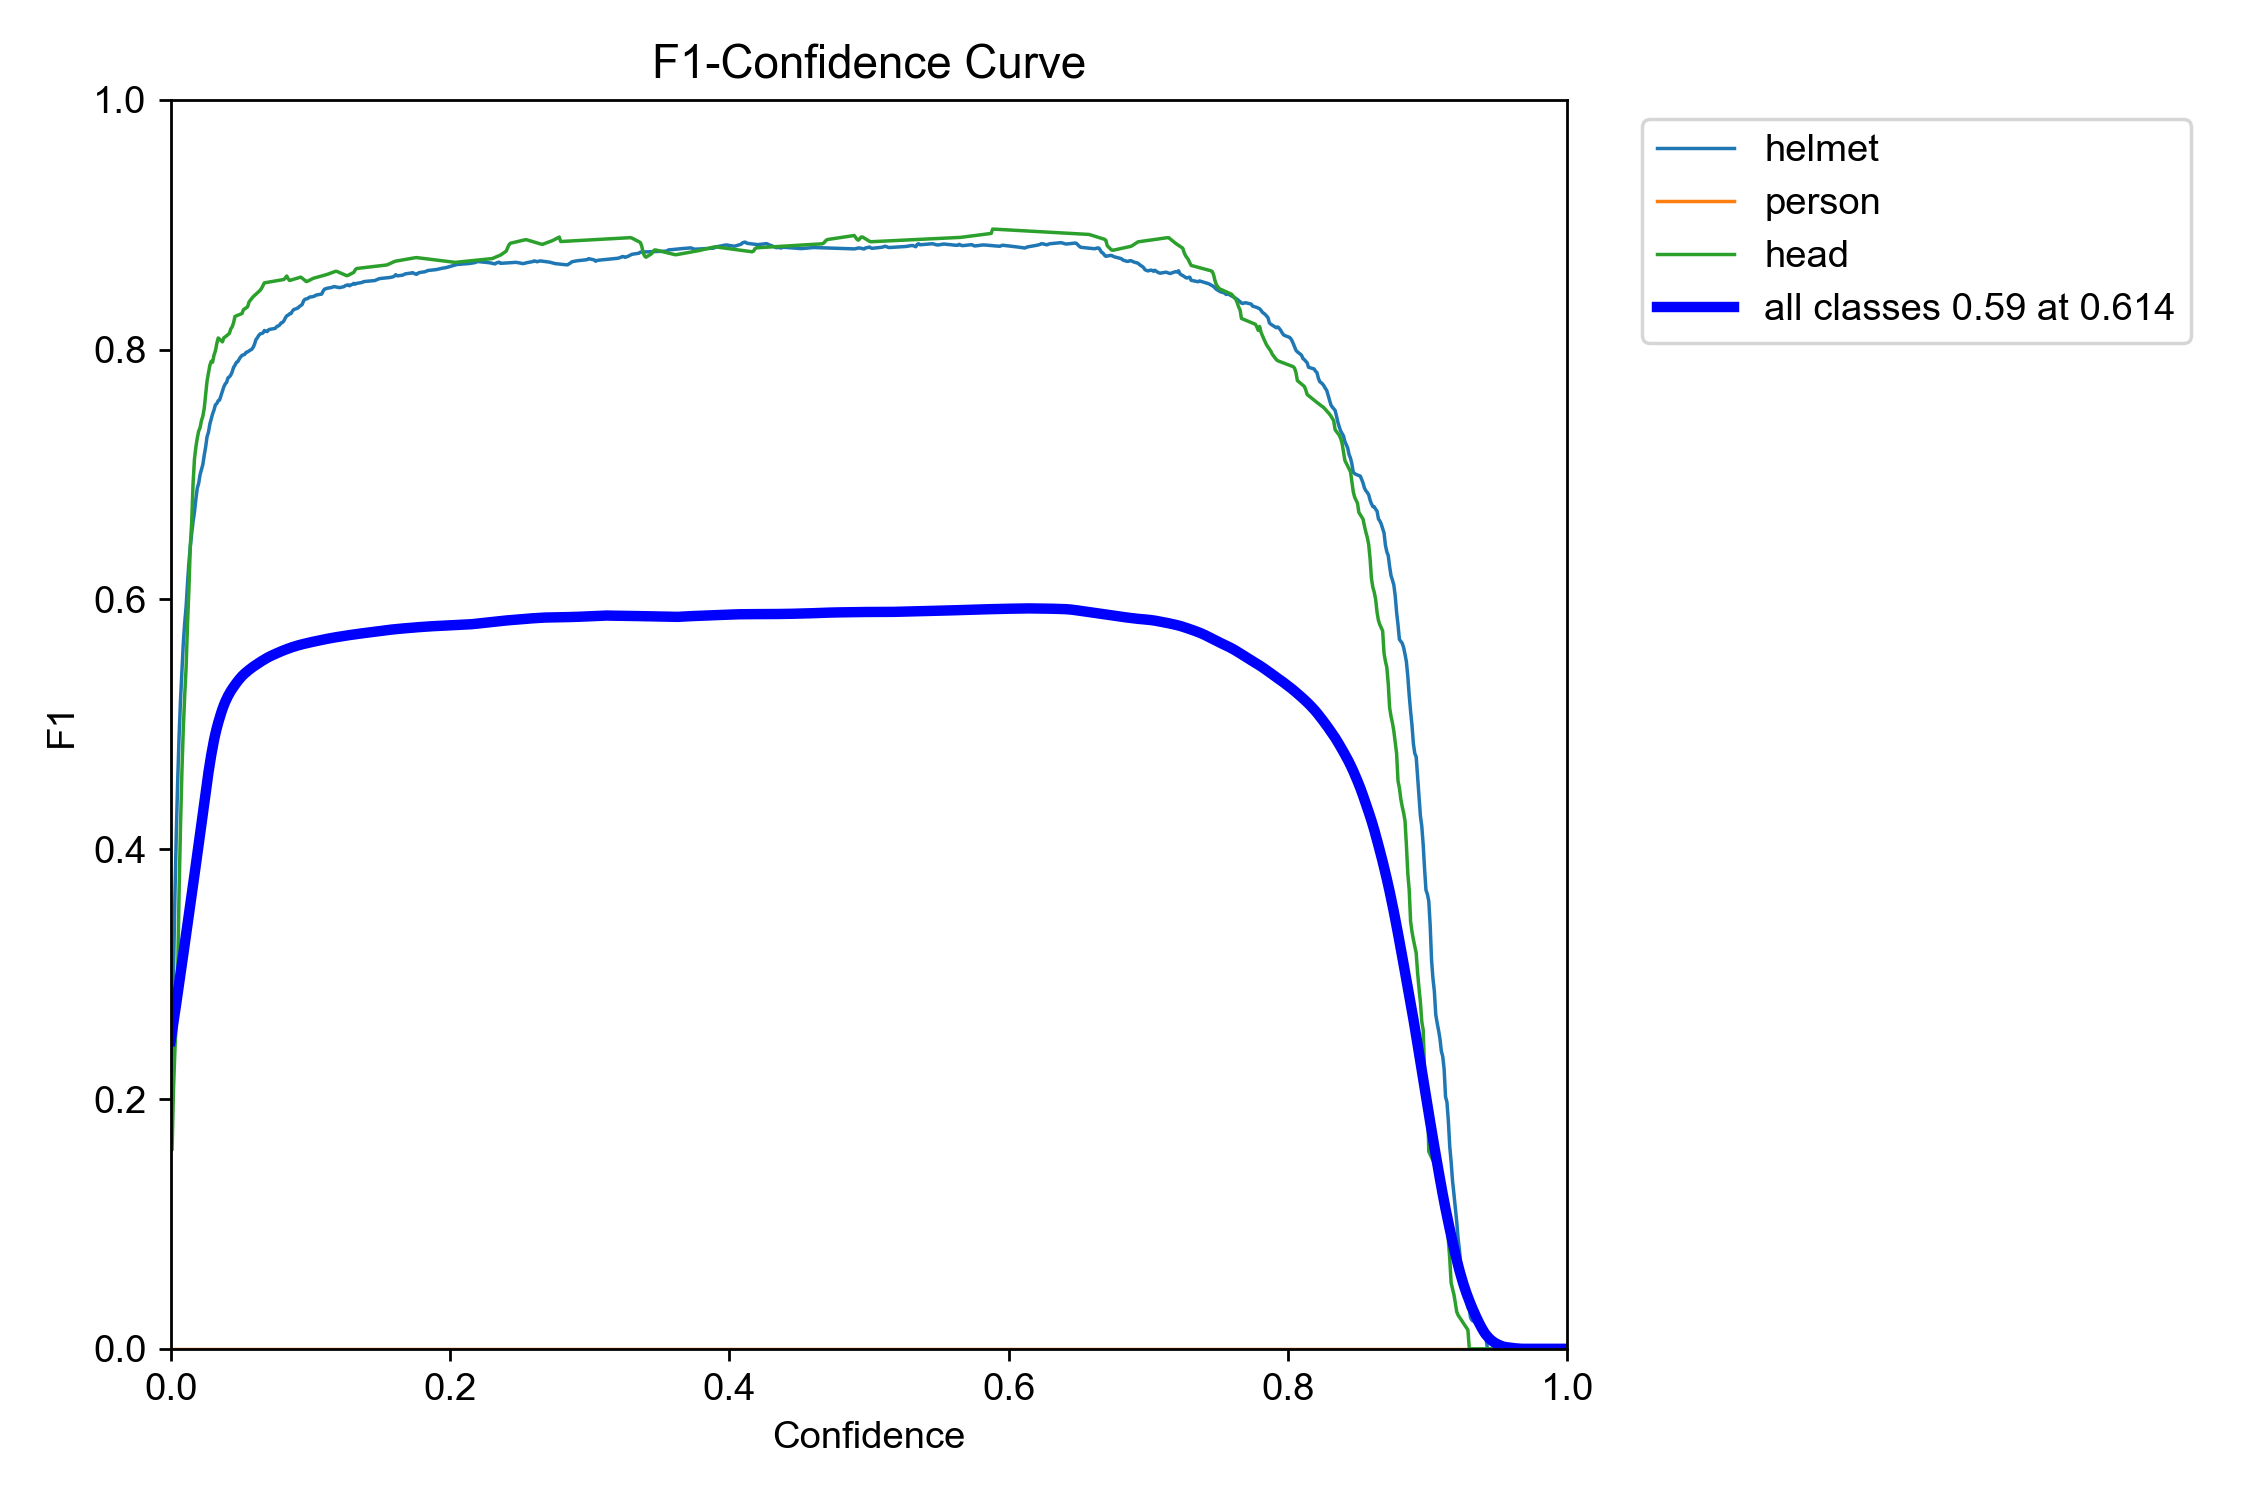 F1-Confidence Curve
1.0
0.8
0.6
0.4
0.2
0.0
F1
0.0 0.2 0.4 0.6 0.8 1.0
Confidence
helmet
person
head
all classes 0.59 at 0.614